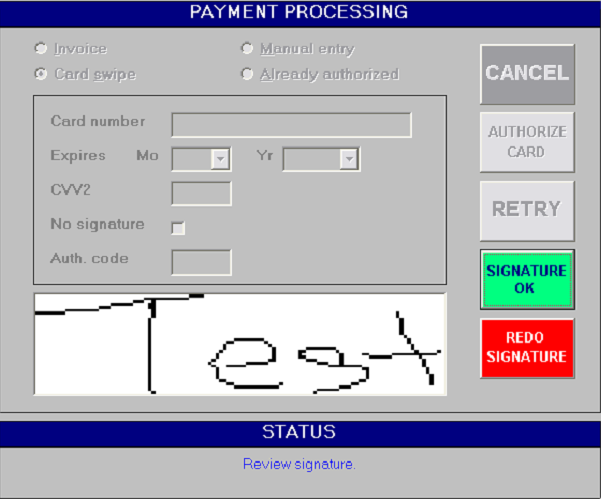 PAYMENT PROCESSING
Invoice
Manual entry
Card swipe
Already authorized
CANCEL
Card number
AUTHORIZE
CARD
Expires Mo Yr
CVV2
RETRY
No signature
Auth. code
SIGNATURE
OK
Test
REDO
SIGNATURE
STATUS
Review signature.